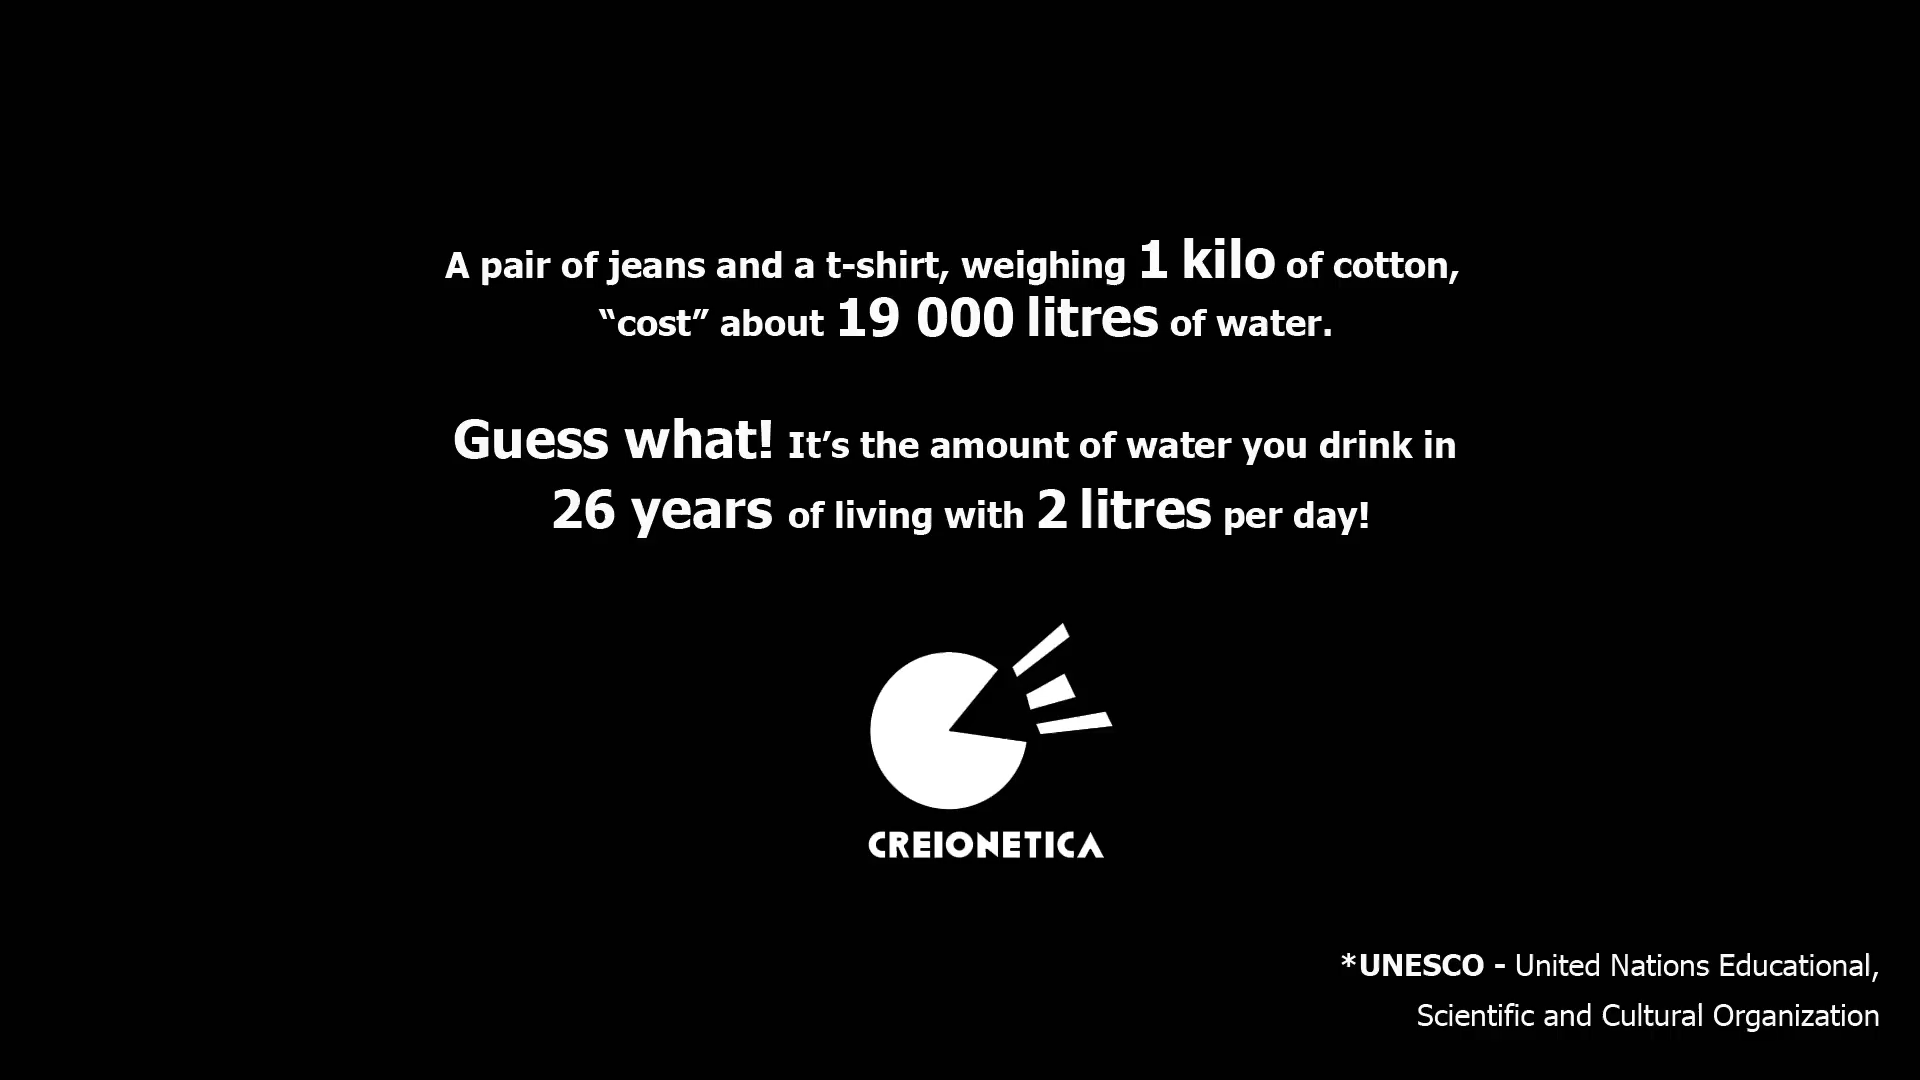 A pair of jeans and a t-shirt, weighing 1 kilo of cotton,
“cost” about 19 000 litres of water.
Guess what! It’s the amount of water you drink in
26 years of living with 2 litres per day!
CREIONETICA
*UNESCO - United Nations Educational,
Scientific and Cultural Organization